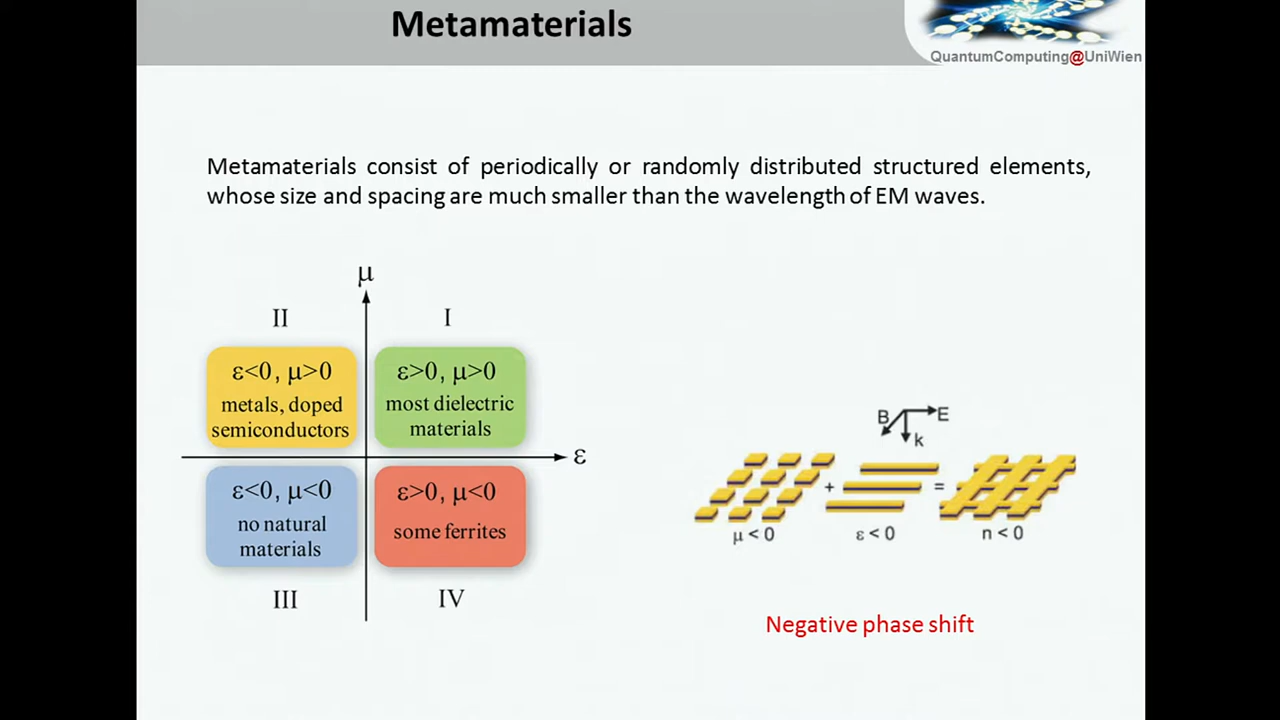 Metamaterials
QuantumComputing@UniWien
Metamaterials consist of periodically or randomly distributed structured elements,
whose size and spacing are much smaller than the wavelength of EM waves.
μ
II
I
ε<0, μ>0
metals, doped
semiconductors
ε>0, μ>0
most dielectric
materials
ε
ε<0, μ<0
no natural
materials
ε>0, μ<0
some ferrites
III
IV
B
E
k
+
=
μ < 0
ε < 0
n < 0
Negative phase shift